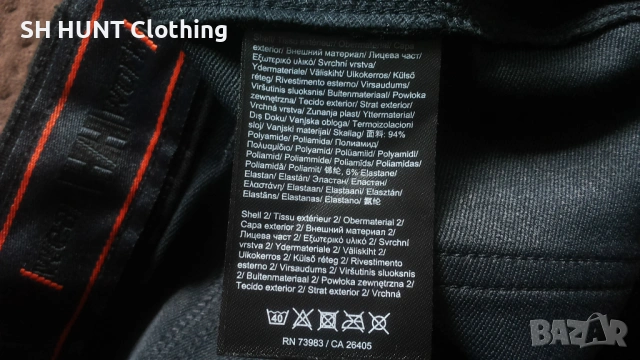 SH HUNT Clothing
exterior/ Външный материал/ Лицева част/
Εξωτερικό υλικό/ Svrchní vrstva/
Ydermateriale/ Väliskiht/ Uikokerros/ Külső
réteg/ Rivestimento esterno/ Virsaudums/
Viršutinis sluoksnis/ Buitenmateriaal/ Powłoka
zewnętrzna/ Tecido exterior/ Strat exterior/
Vrchná vrstva/ Zunanja plast/ Yttermaterial/
Dış Doku/ Vanjska obloga/ Termoizolacioni
sloj/ Vanjski materijal/ Skaliag/ 面料: 94%
Polyamide/ Poliamida/ Полиамид/
Πολυαμίδιο/ Polyamid/ Polüamiid/ Polyamidi/
Poliamid/ Poliammide/ Poliamīds/ Poliamidas/
Poliamidă/ Poliamit/ 锦纶, 6% Elastane/
Elastan/ Elastán/ Эластан/ Еластан/
Ελαστάνη/ Elastaan/ Elastaani/ Elasztán/
Elastāns/ Elastanas/ Elastano/ 氨纶
Shell 2/ Tissu extérieur 2/ Obermaterial 2/
Capa exterior 2/ Внешний материал 2/
Лицева част 2/ Εξωτερικό υλικό 2/ Svrchní
vrstva 2/ Ydermateriale 2/ Väliskiht 2/
Uikokerros 2/ Külső réteg 2/ Rivestimento
esterno 2/ Virsaudums 2/ Viršutinis sluoksnis
2/ Buitenmateriaal 2/ Powłoka zewnętrzna 2/
Tecido exterior 2/ Strat exterior 2/ Vrchná
40
RN 73983 / CA 26405
BAZAR